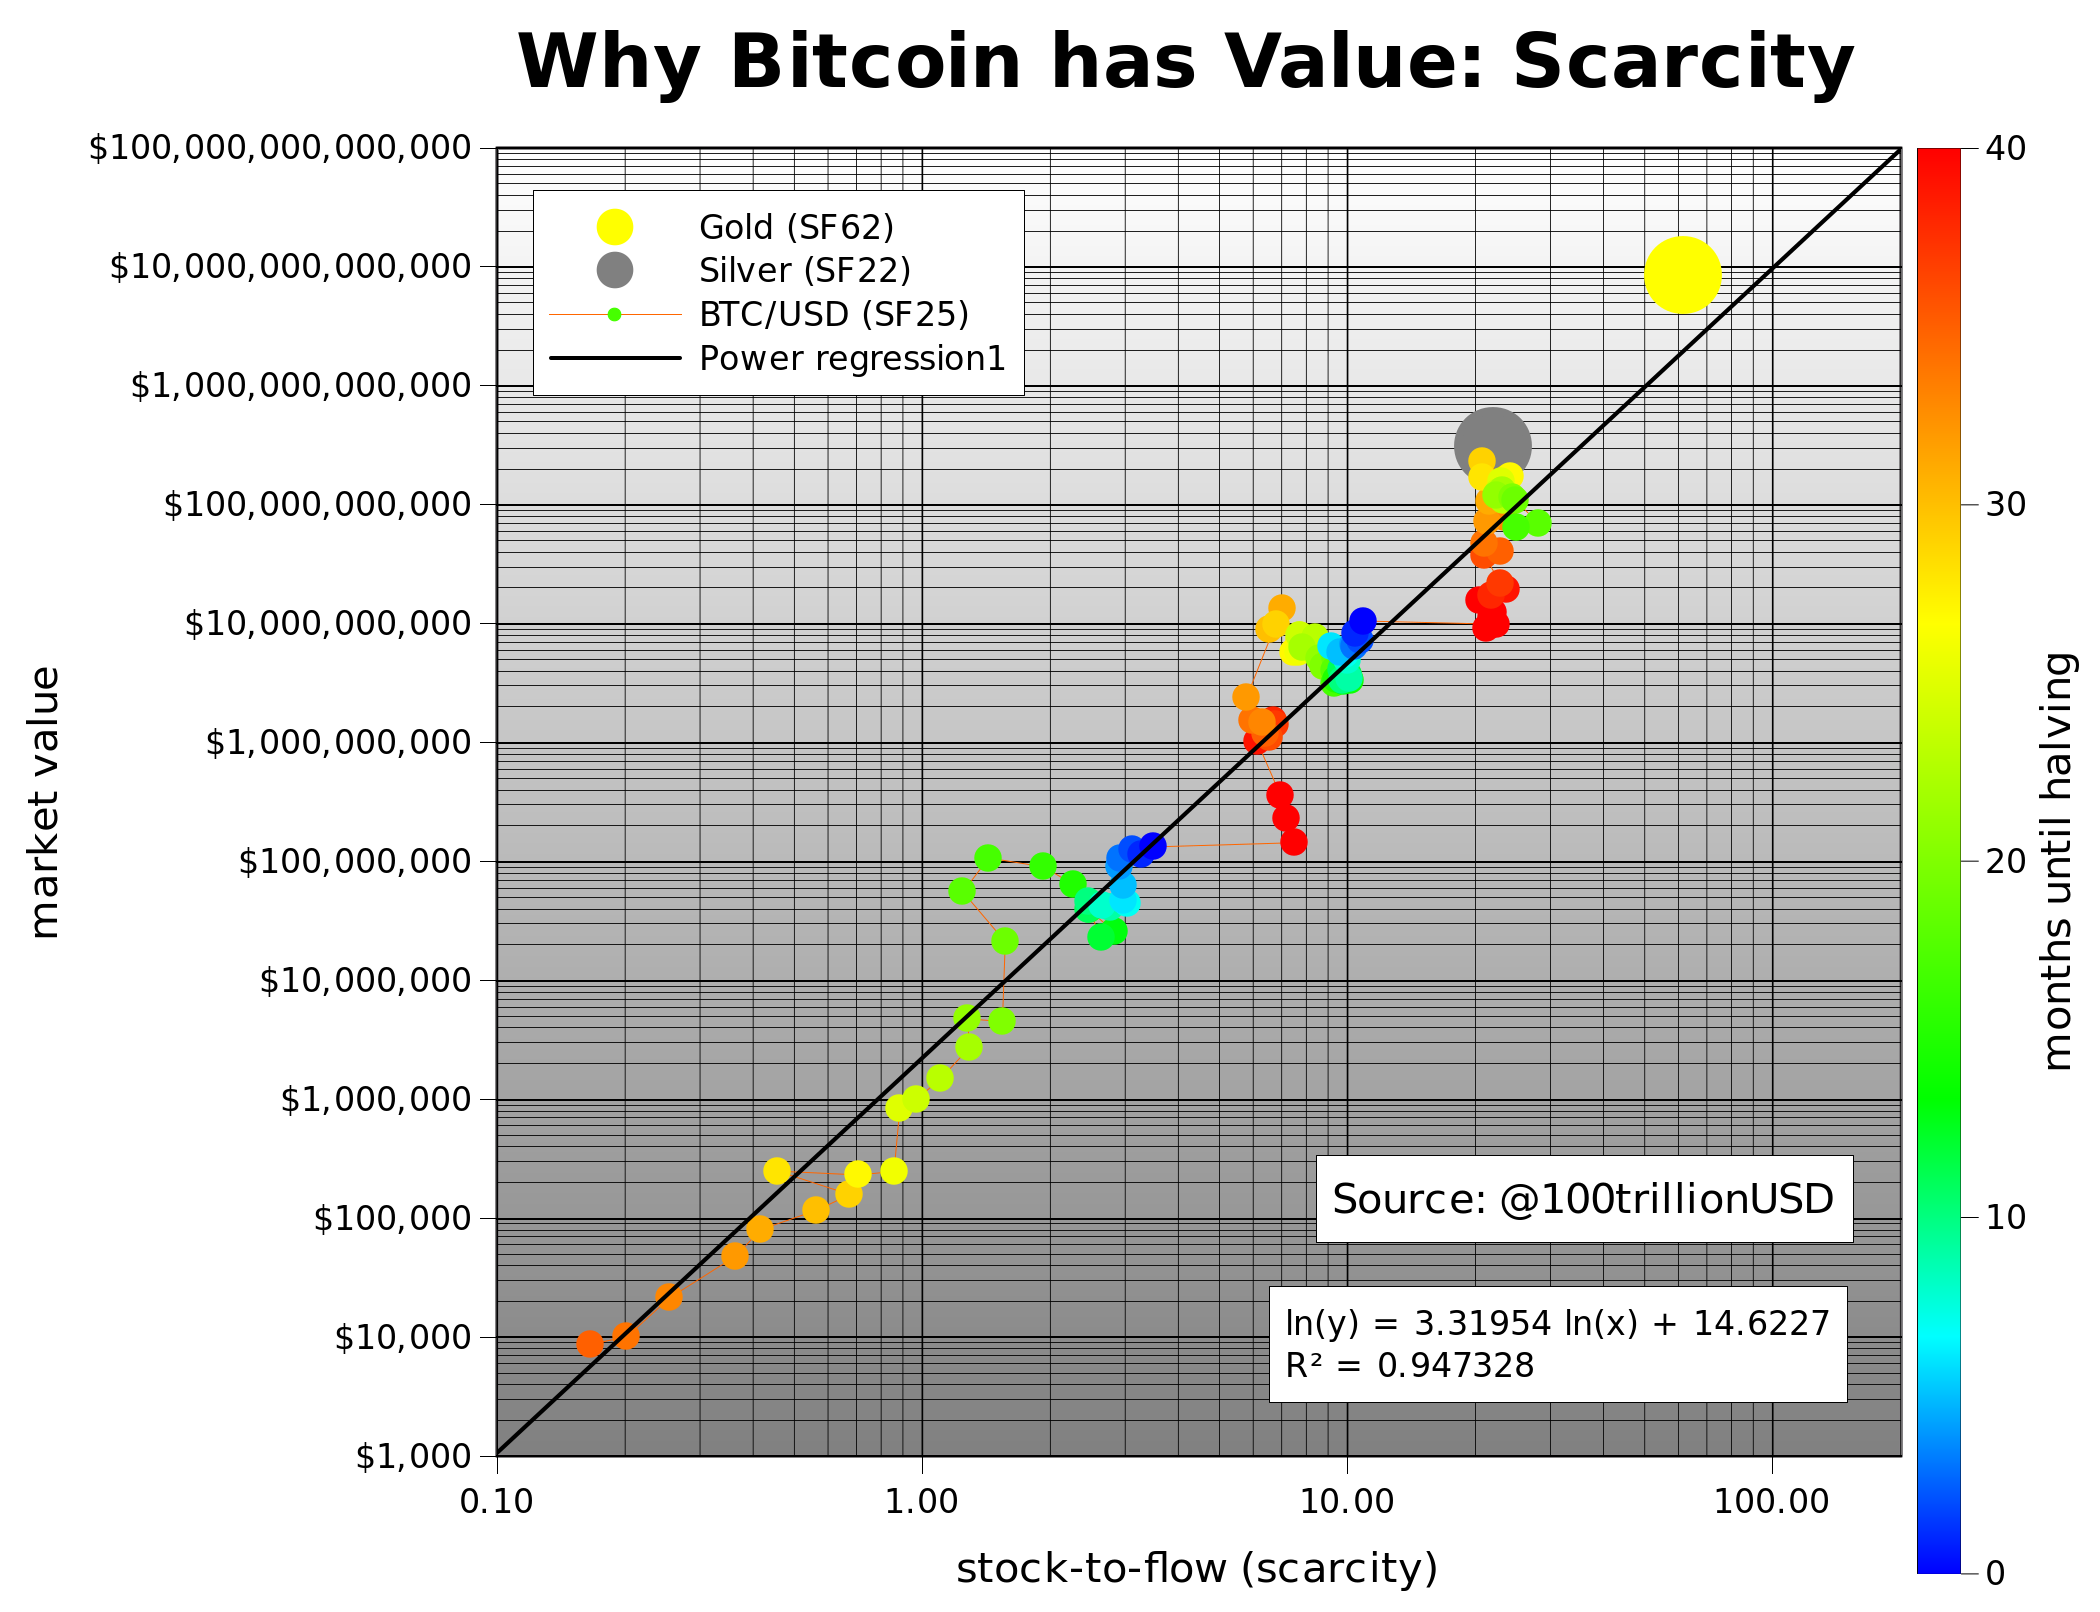 Why Bitcoin has Value: Scarcity
$100,000,000,000,000
$10,000,000,000,000
$1,000,000,000,000
$100,000,000,000
$10,000,000,000
$1,000,000,000
$100,000,000
$10,000,000
$1,000,000
$100,000
$10,000
$1,000
market value
Gold (SF62)
Silver (SF22)
BTC/USD (SF25)
Power regression1
Source: @100trillionUSD
ln(y) = 3.31954 ln(x) + 14.6227
R² = 0.947328
0.10
1.00
10.00
100.00
stock-to-flow (scarcity)
40
30
20
10
0
months until halving